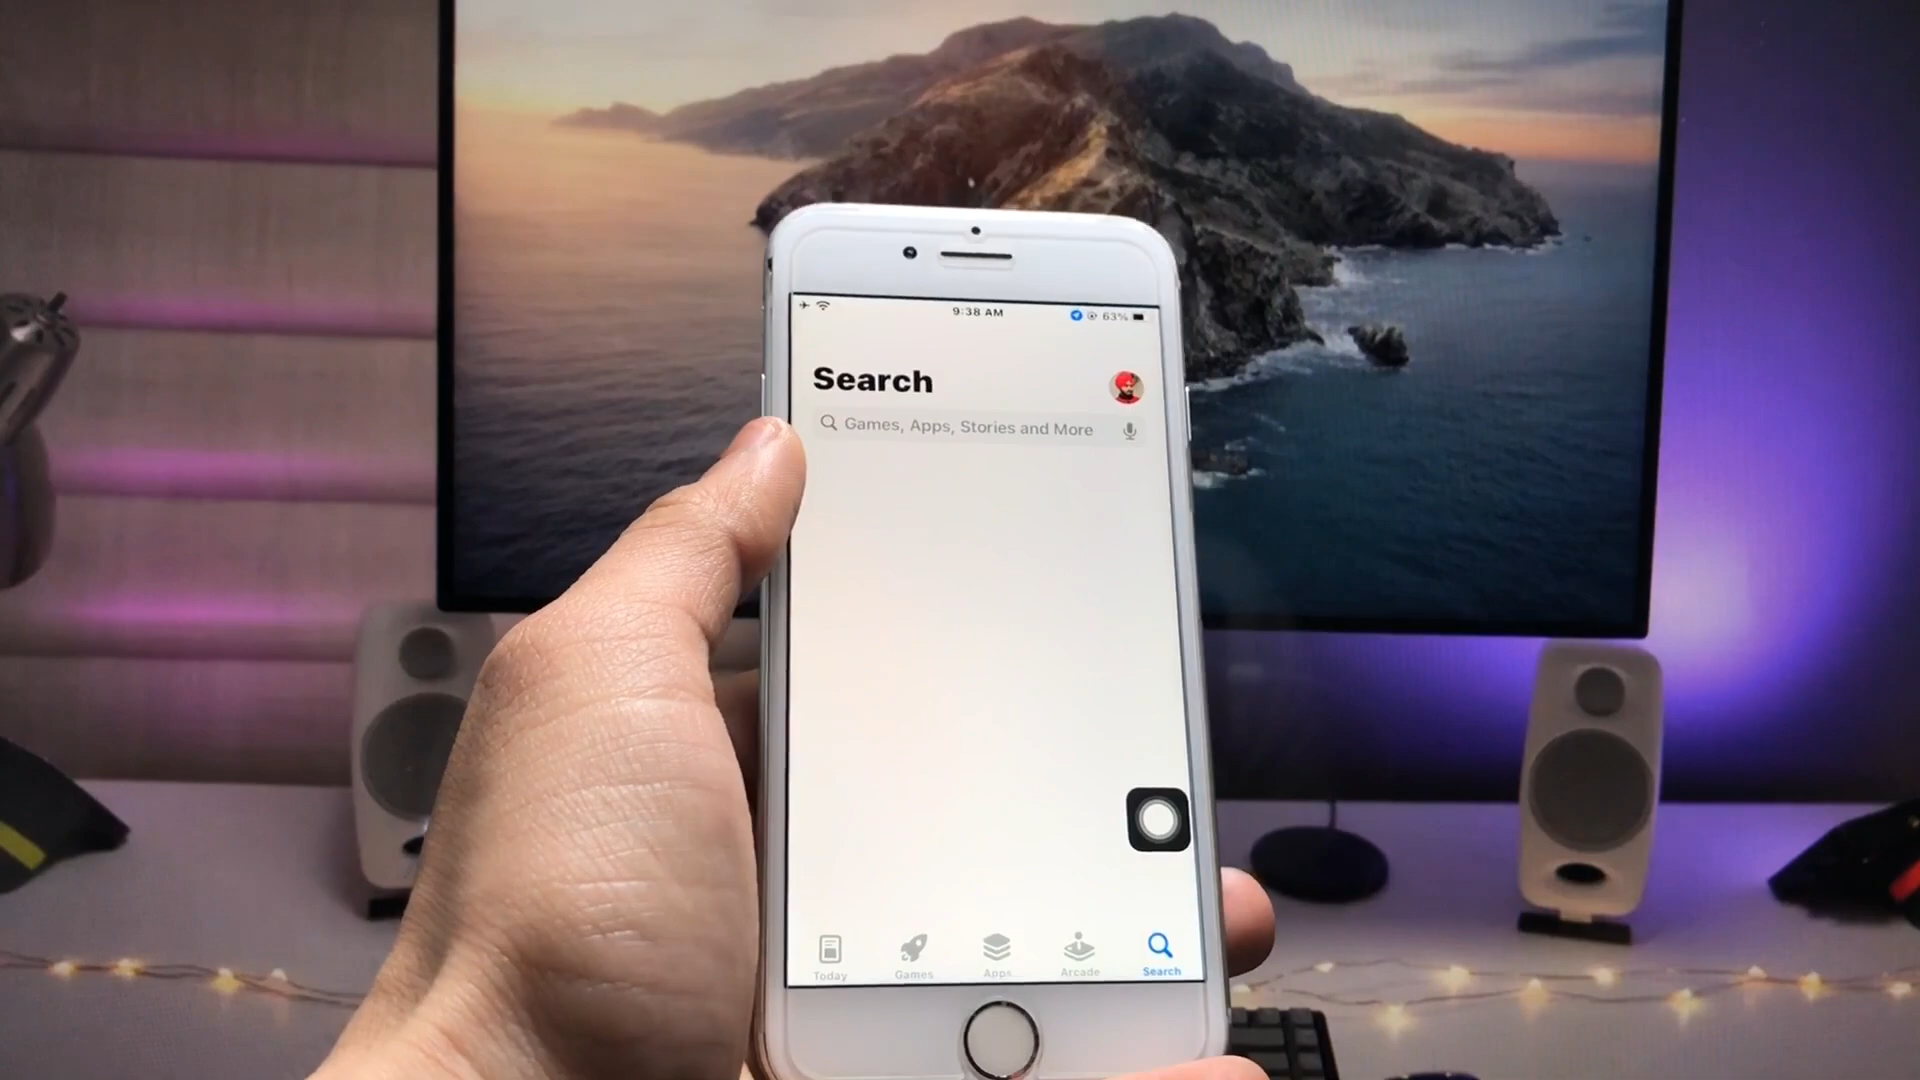 9:38 AM 63%
Search
Games, Apps, Stories and More
Today Games Apps Arcade Search